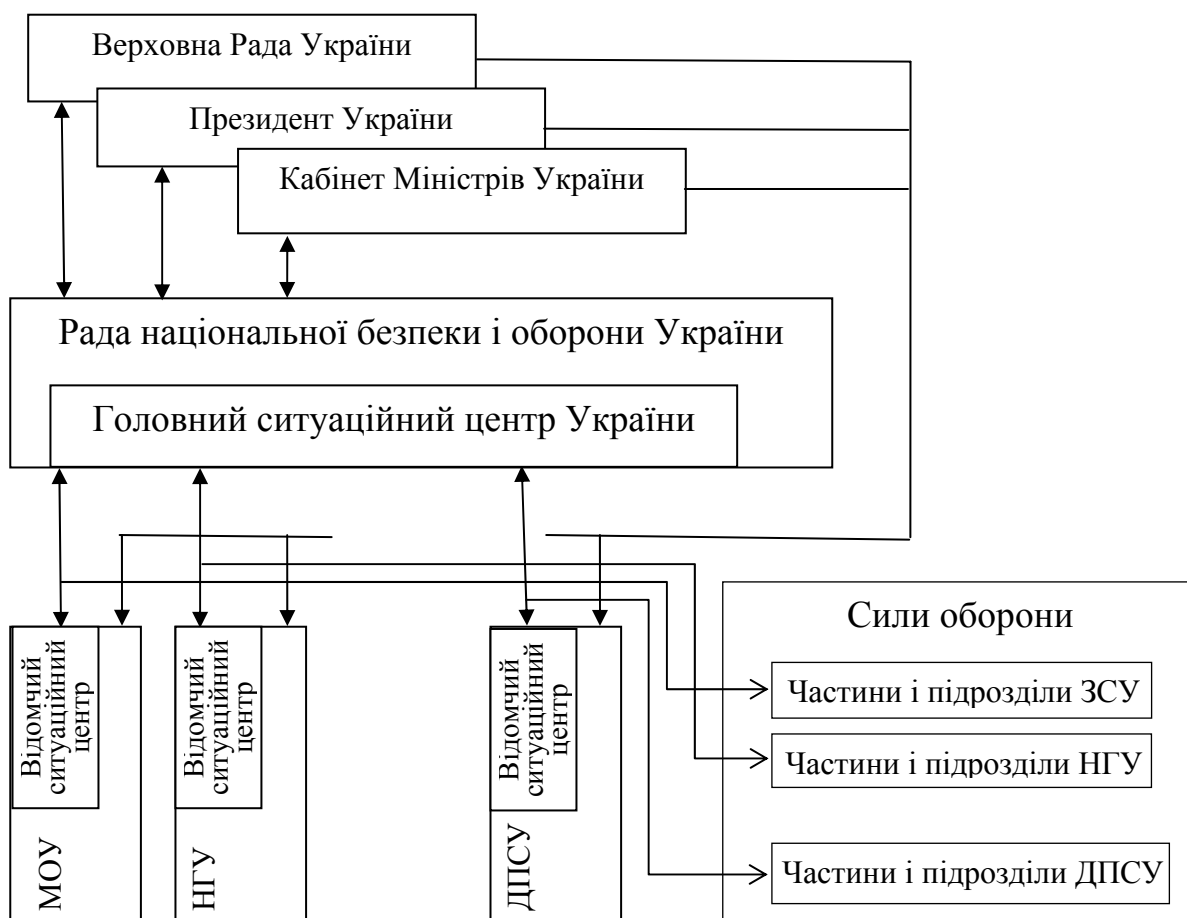 Верховна Рада України
Президент України
Кабінет Міністрів України
Рада національної безпеки і оборони України
Головний ситуаційний центр України
Відомчий
ситуаційний
центр
МОУ
Відомчий
ситуаційний
центр
НГУ
Відомчий
ситуаційний
центр
ДПСУ
Сили оборони
Частини і підрозділи ЗСУ
Частини і підрозділи НГУ
Частини і підрозділи ДПСУ